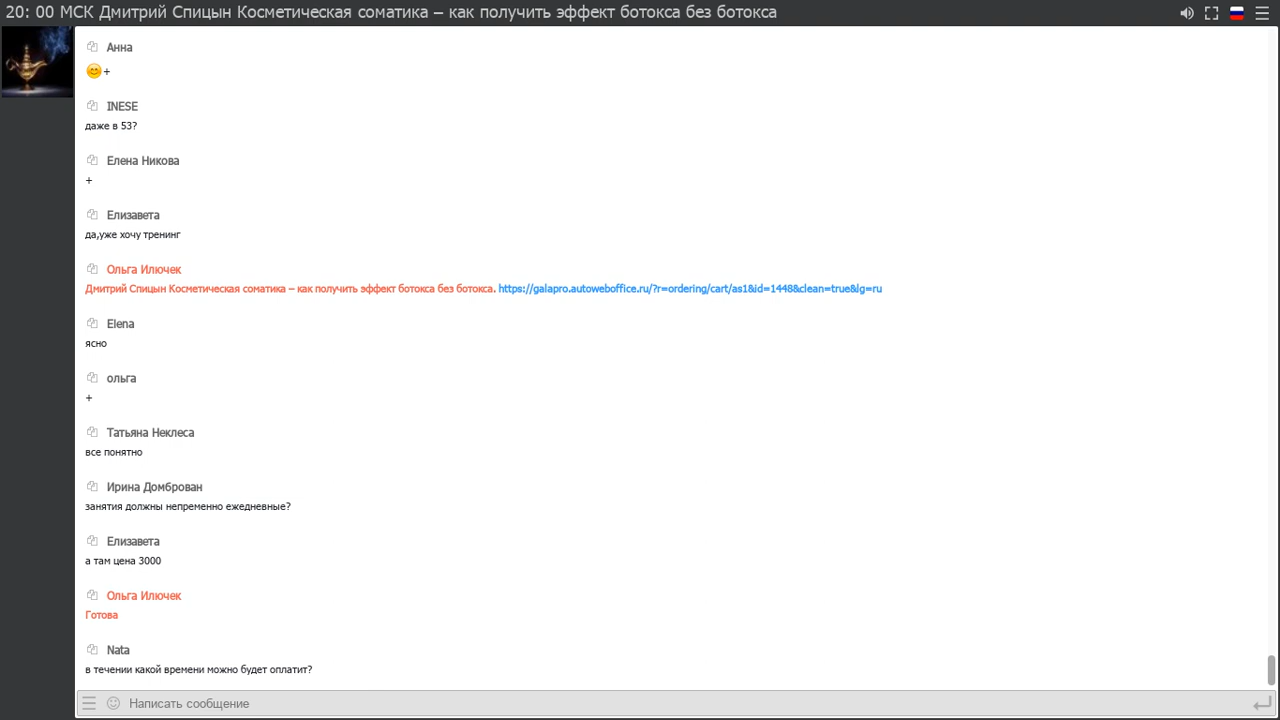 20: 00 МСК Дмитрий Спицын Косметическая соматика – как получить эффект ботокса без ботокса
Анна
😊+
INESE
даже в 53?
Елена Никова
+
Елизавета
да,уже хочу тренинг
Ольга Илючек
Дмитрий Спицын Косметическая соматика – как получить эффект ботокса без ботокса. https://galapro.autoweboffice.ru/?r=ordering/cart/as1&id=1448&clean=true&lg=ru
Elena
ясно
ольга
+
Татьяна Неклеса
все понятно
Ирина Домброван
занятия должны непременно ежедневные?
Елизавета
а там цена 3000
Ольга Илючек
Готова
Nata
в течении какой времени можно будет оплатит?
Написать сообщение